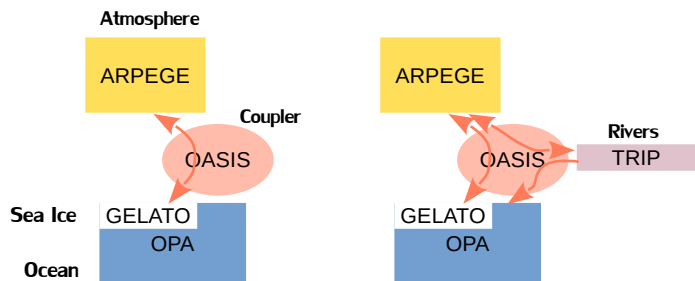 Atmosphere
ARPEGE
Coupler
OASIS
Sea Ice
GELATO
OPA
Ocean
ARPEGE
OASIS
Rivers
TRIP
GELATO
OPA